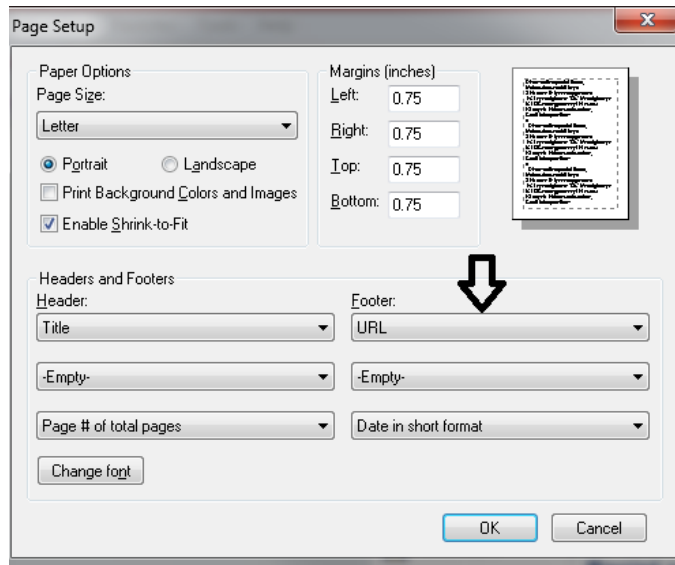 Page Setup
Paper Options
Page Size:
Letter
Portrait
Landscape
Print Background Colors and Images
Enable Shrink-to-Fit
Margins (inches)
Left: 0.75
Right: 0.75
Top: 0.75
Bottom: 0.75
Headers and Footers
Header:
Title
-Empty-
Page # of total pages
Change font
Footer:
URL
-Empty-
Date in short format
OK
Cancel